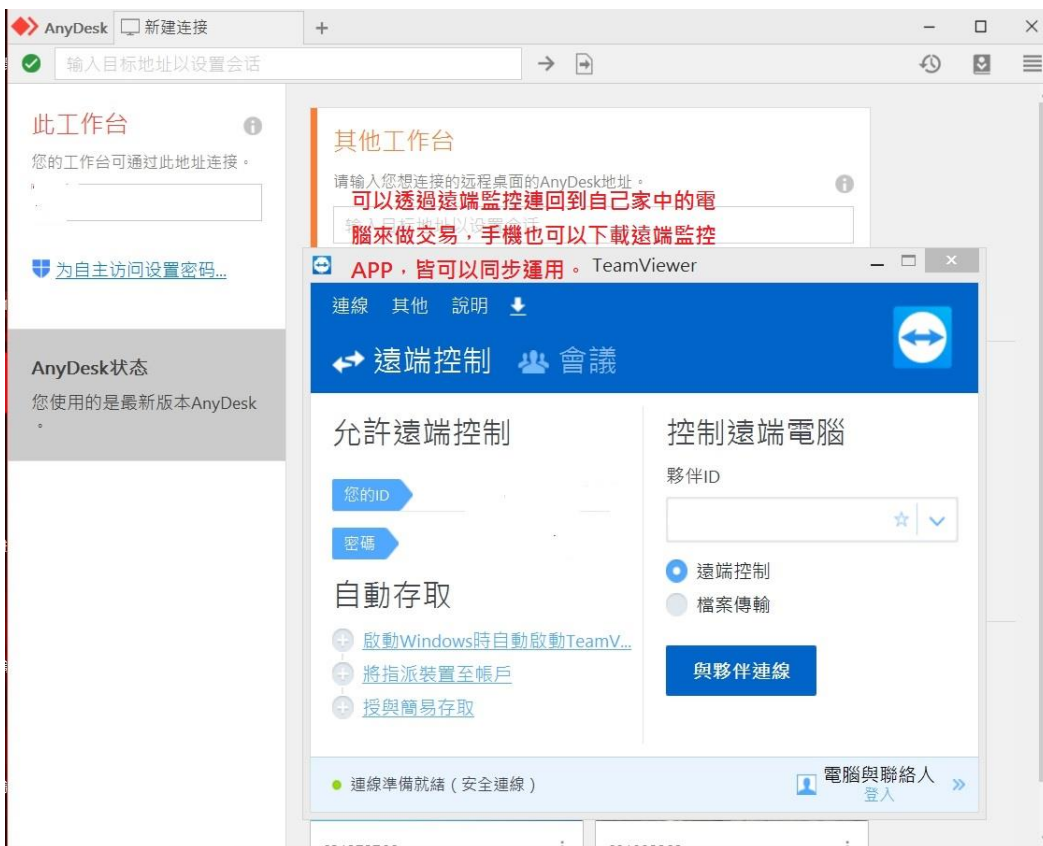 AnyDesk
新建连接
输入目标地址以设置会话
此工作台
您的工作台可通过此地址连接。
为自主访问设置密码...
AnyDesk状态
您使用的是最新版本AnyDesk
。
其他工作台
请输入您想连接的远程桌面的AnyDesk地址。
输入目标地址以设置会话
可以透過遠端監控連回到自己家中的電
腦來做交易，手機也可以下載遠端監控
APP，皆可以同步運用。
TeamViewer
連線 其他 說明
遠端控制 會議
允許遠端控制
您的ID
密碼
自動存取
啟動Windows時自動啟動TeamV...
將指派裝置至帳戶
授與簡易存取
控制遠端電腦
夥伴ID
遠端控制
檔案傳輸
與夥伴連線
連線準備就緒（安全連線）
電腦與聯絡人
登入